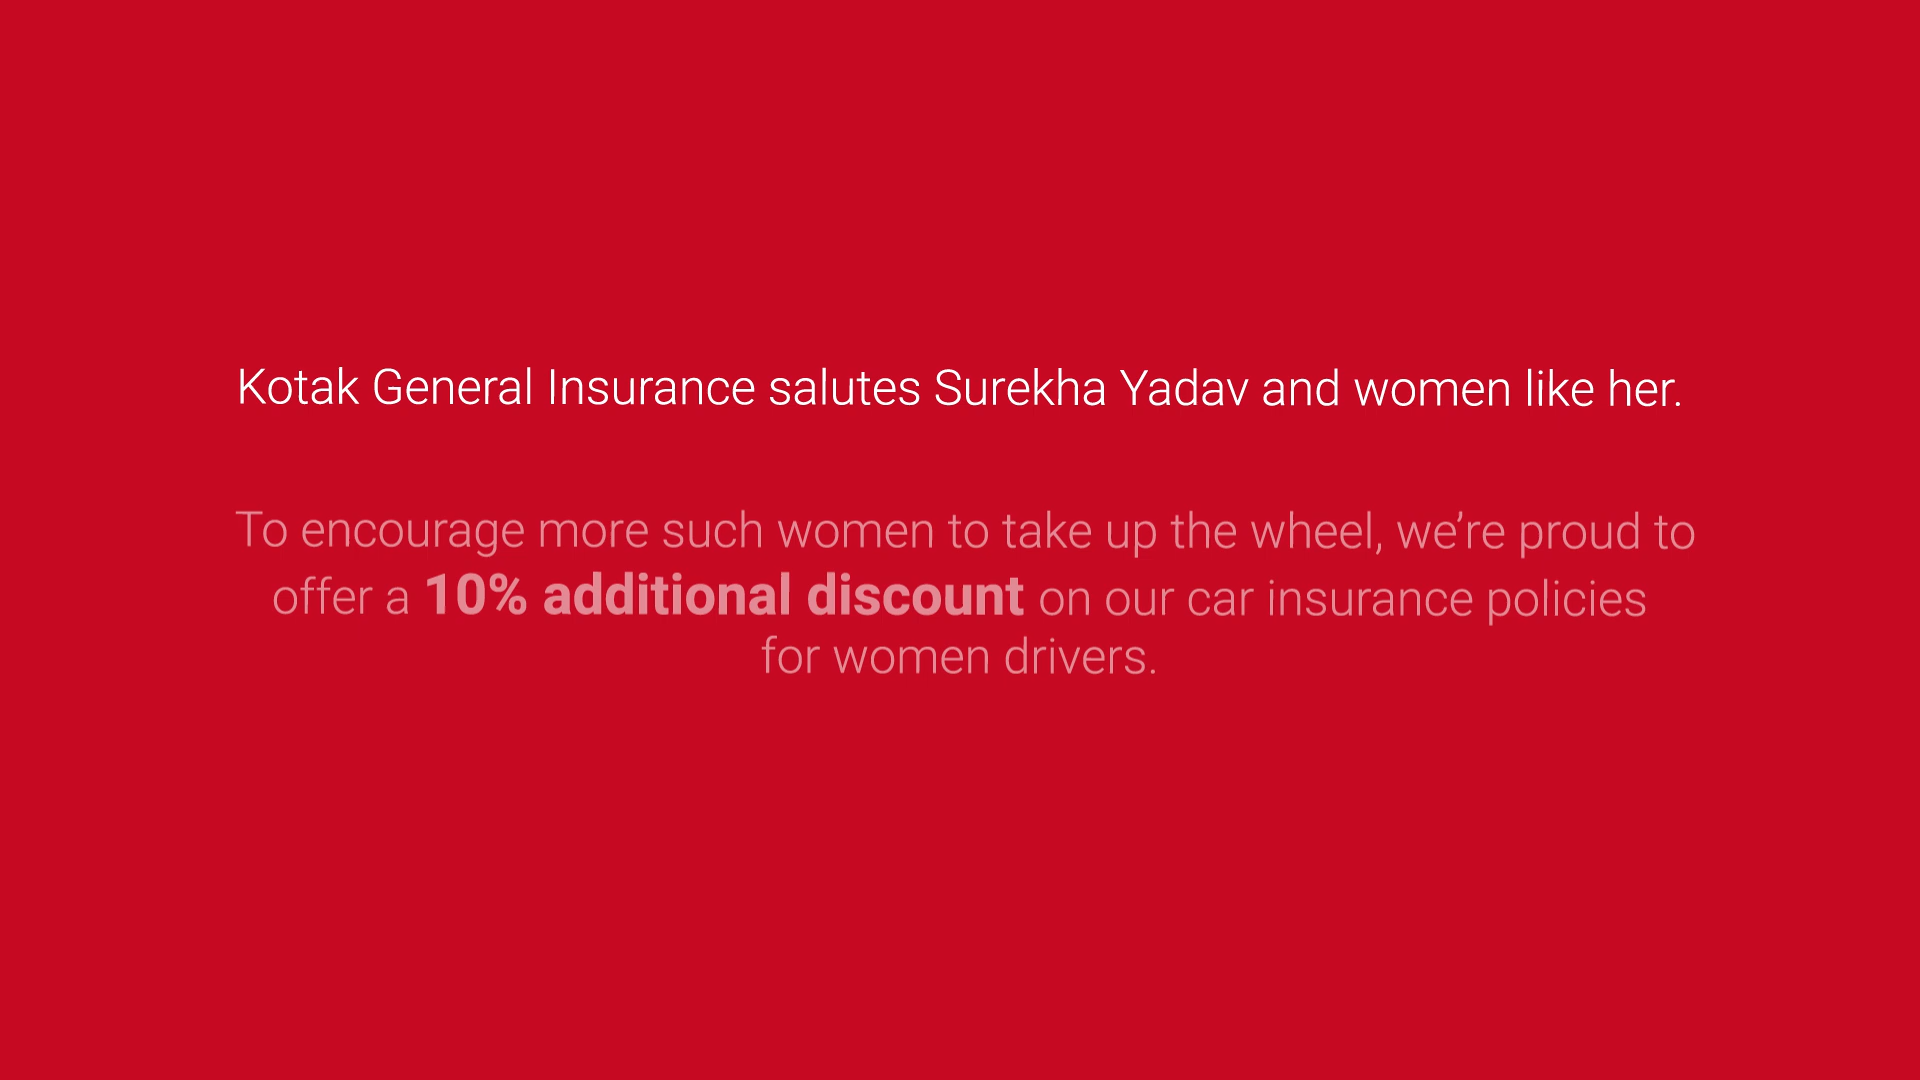 Kotak General Insurance salutes Surekha Yadav and women like her.
To encourage more such women to take up the wheel, we’re proud to
offer a 10% additional discount on our car insurance policies
for women drivers.